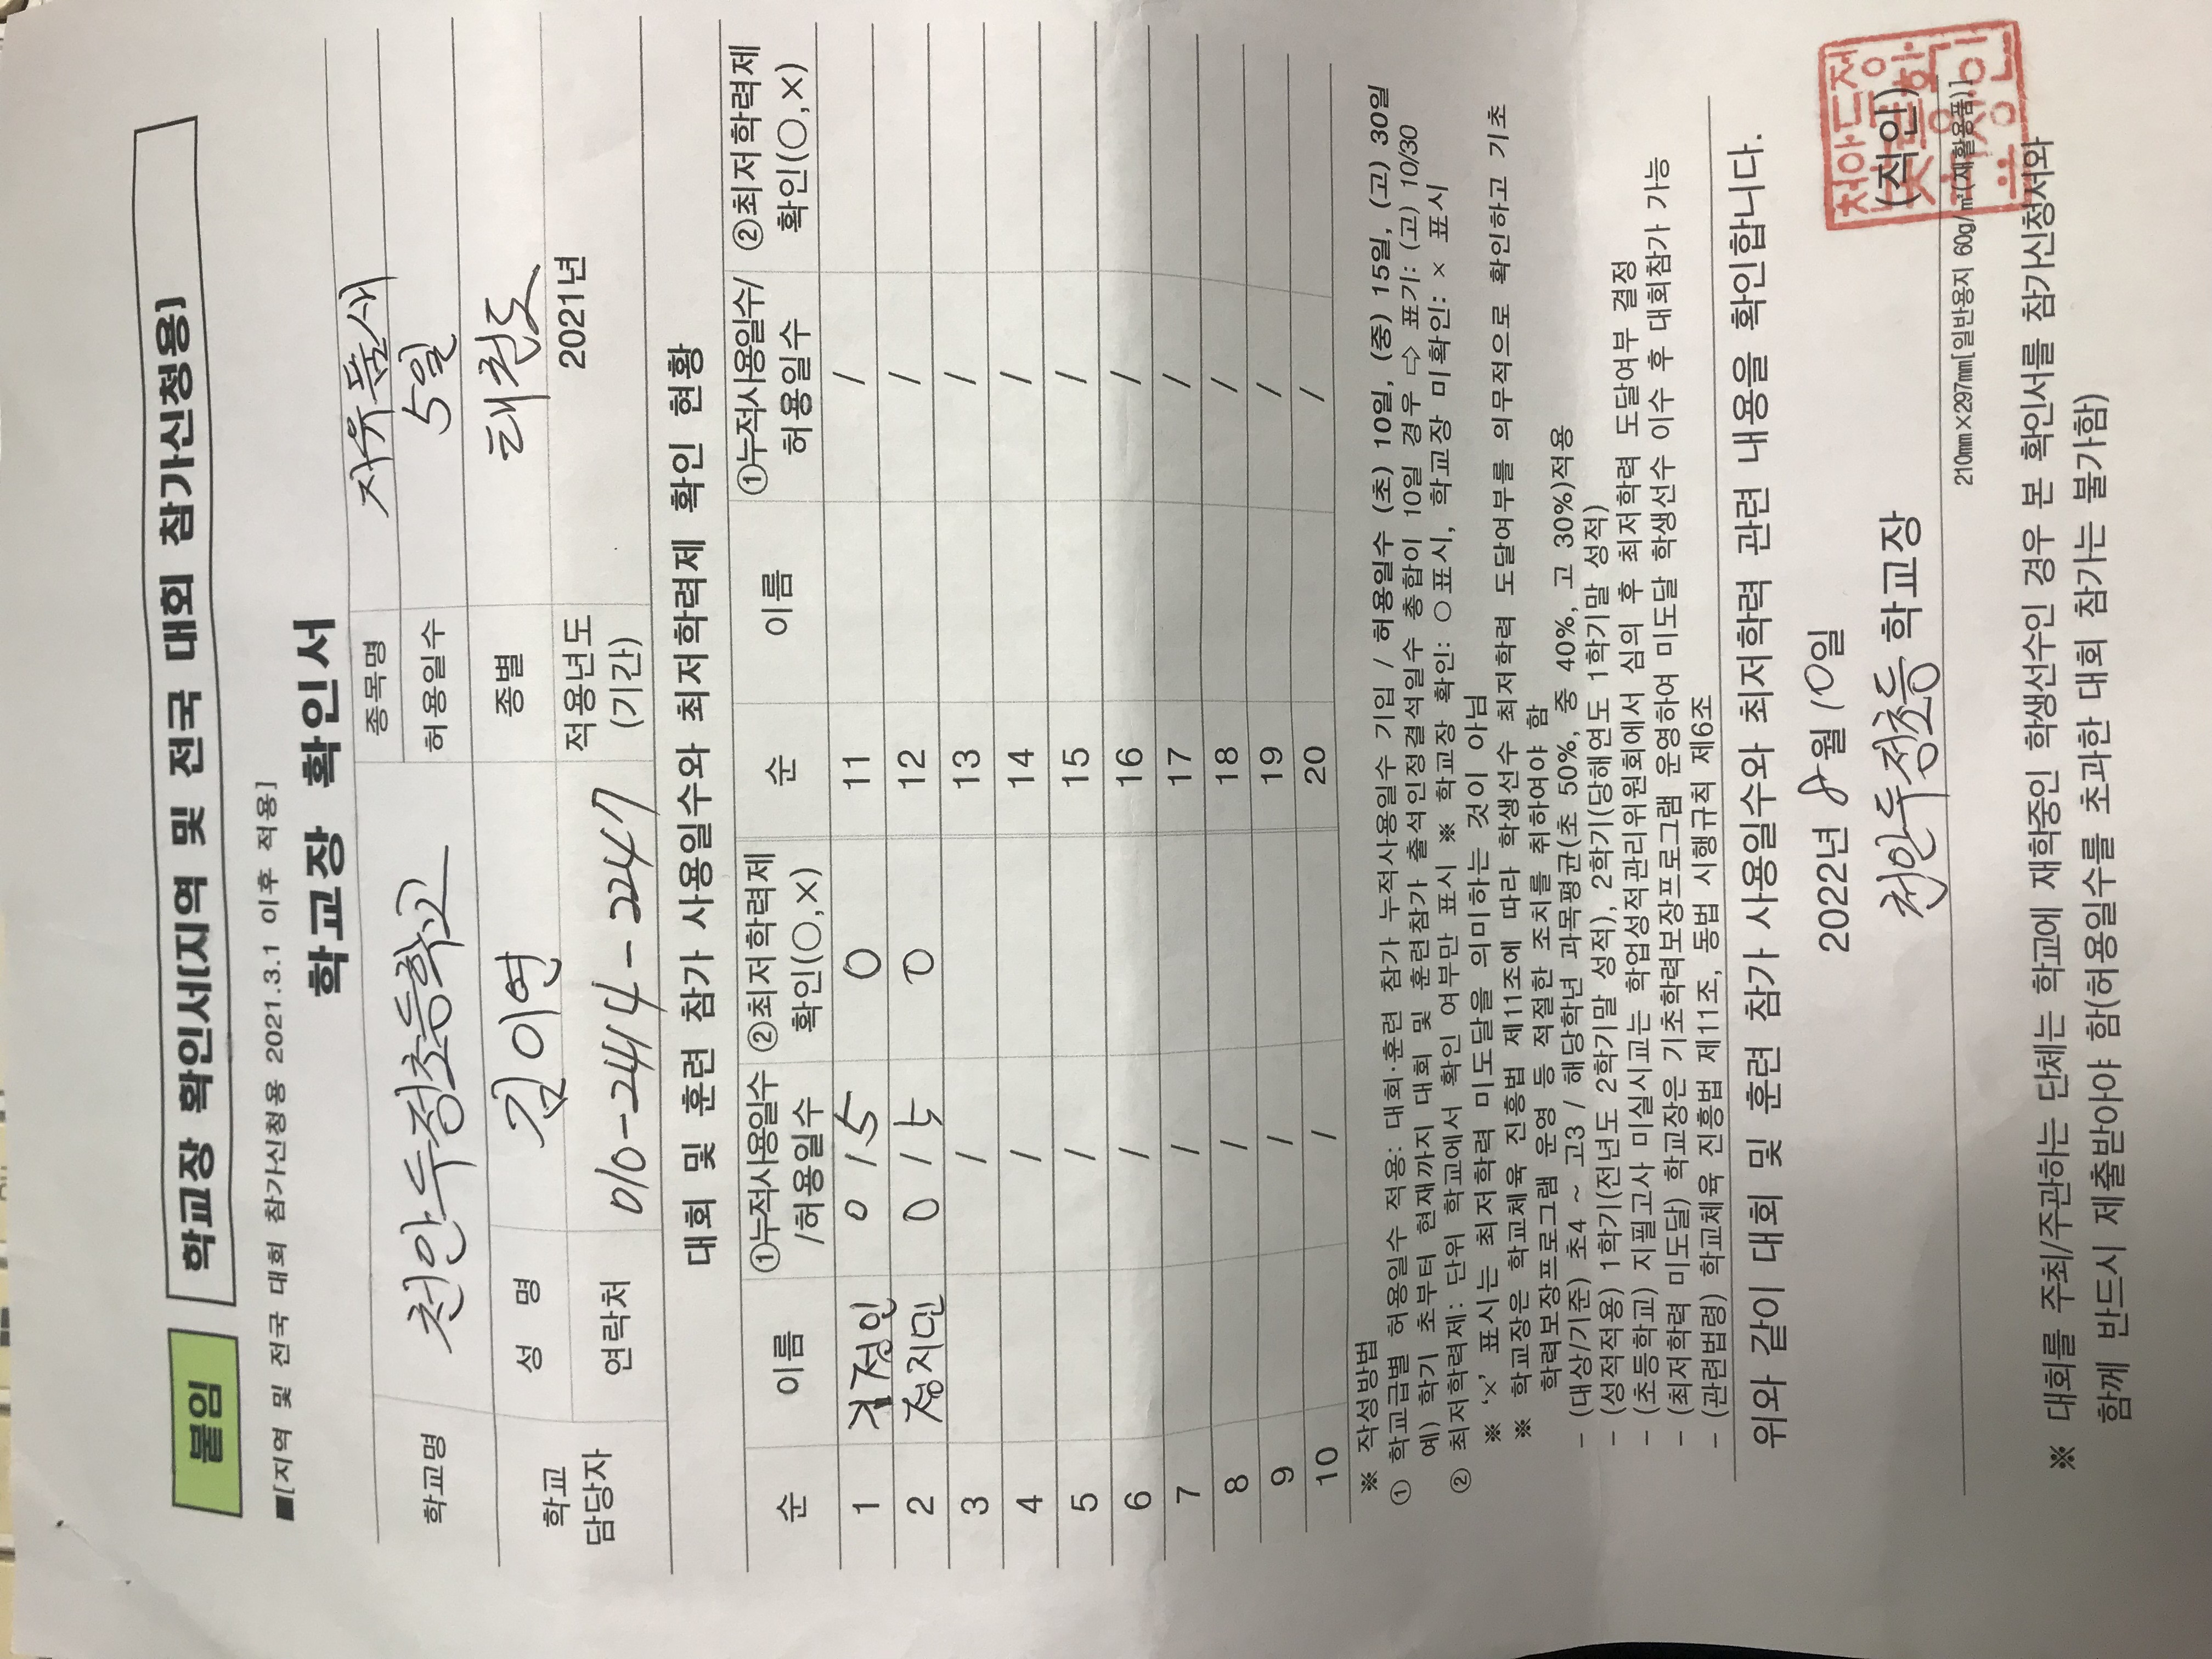 붙임
학교장 확인서[지역 및 전국 대회 참가신청용]
■[지역 및 전국 대회 참가신청용 2021.3.1 이후 적용]
학교장 확인서
학교명 천안두정초등학교 종목명 자유품새
허용일수 5일
학교 담당자 성 명 김이연 종별 태권도
연락처 010-2414-2247 적용년도 (기간) 2021년
대회 및 훈련 참가 사용일수와 최저학력제 확인 현황
순 이름 ①누적사용일수 /허용일수 ②최저학력제 확인(○,×) 순 이름 ①누적사용일수/ 허용일수 ②최저학력제 확인(○,×)
1 정인 0 / 5 0 11 /
2 정지민 0 / 5 0 12 /
3 / 13 /
4 / 14 /
5 / 15 /
6 / 16 /
7 / 17 /
8 / 18 /
9 / 19 /
10 / 20 /
※ 작성방법
① 학교급별 허용일수 적용: 대회·훈련 참가 누적사용일수 기입 / 허용일수 (초) 10일, (중) 15일, (고) 30일
예) 학기 초부터 현재까지 대회 및 훈련참가 출석인정결석일수 총합이 10일 경우 ⇨ 표기: (고) 10/30
② 최저학력제: 단위 학교에서 확인 여부만 표시 ※ 학교장 확인: ○표시, 학교장 미확인: × 표시
※ '×' 표시는 최저학력 미도달을 의미하는 것이 아님
※ 학교장은 학교체육 진흥법 제11조에 따라 학생선수 최저학력 도달여부를 의무적으로 확인하고 기초
학력보장프로그램 운영 등 적절한 조치를 취하여야 함
- (대상/기준) 초4 ~ 고3 / 해당학년 과목평균(초 50%, 중 40%, 고 30%)적용
- (성적적용) 1학기(전년도 2학기말 성적), 2학기(당해연도 1학기말 성적)
- (초등학교) 지필고사 미실시교는 학업성적관리위원회에서 심의 후 최저학력 도달여부 결정
- (최저학력 미도달) 학교장은 기초학력보장프로그램 운영하여 미도달 학생선수 이수 후 대회참가 가능
- (관련법령) 학교체육 진흥법 제11조, 동법 시행규칙 제6조
위와 같이 대회 및 훈련 참가 사용일수와 최저학력 관련 내용을 확인합니다.
2022년 8월 10일
천안두정초등 학교장 (직인)
210mm×297mm[일반용지 60g/㎡(재활용품)]
※ 대회를 주최/주관하는 단체는 학교에 재학중인 학생선수인 경우 본 확인서를 참가신청서와
함께 반드시 제출받아야 함(허용일수를 초과한 대회 참가는 불가함)